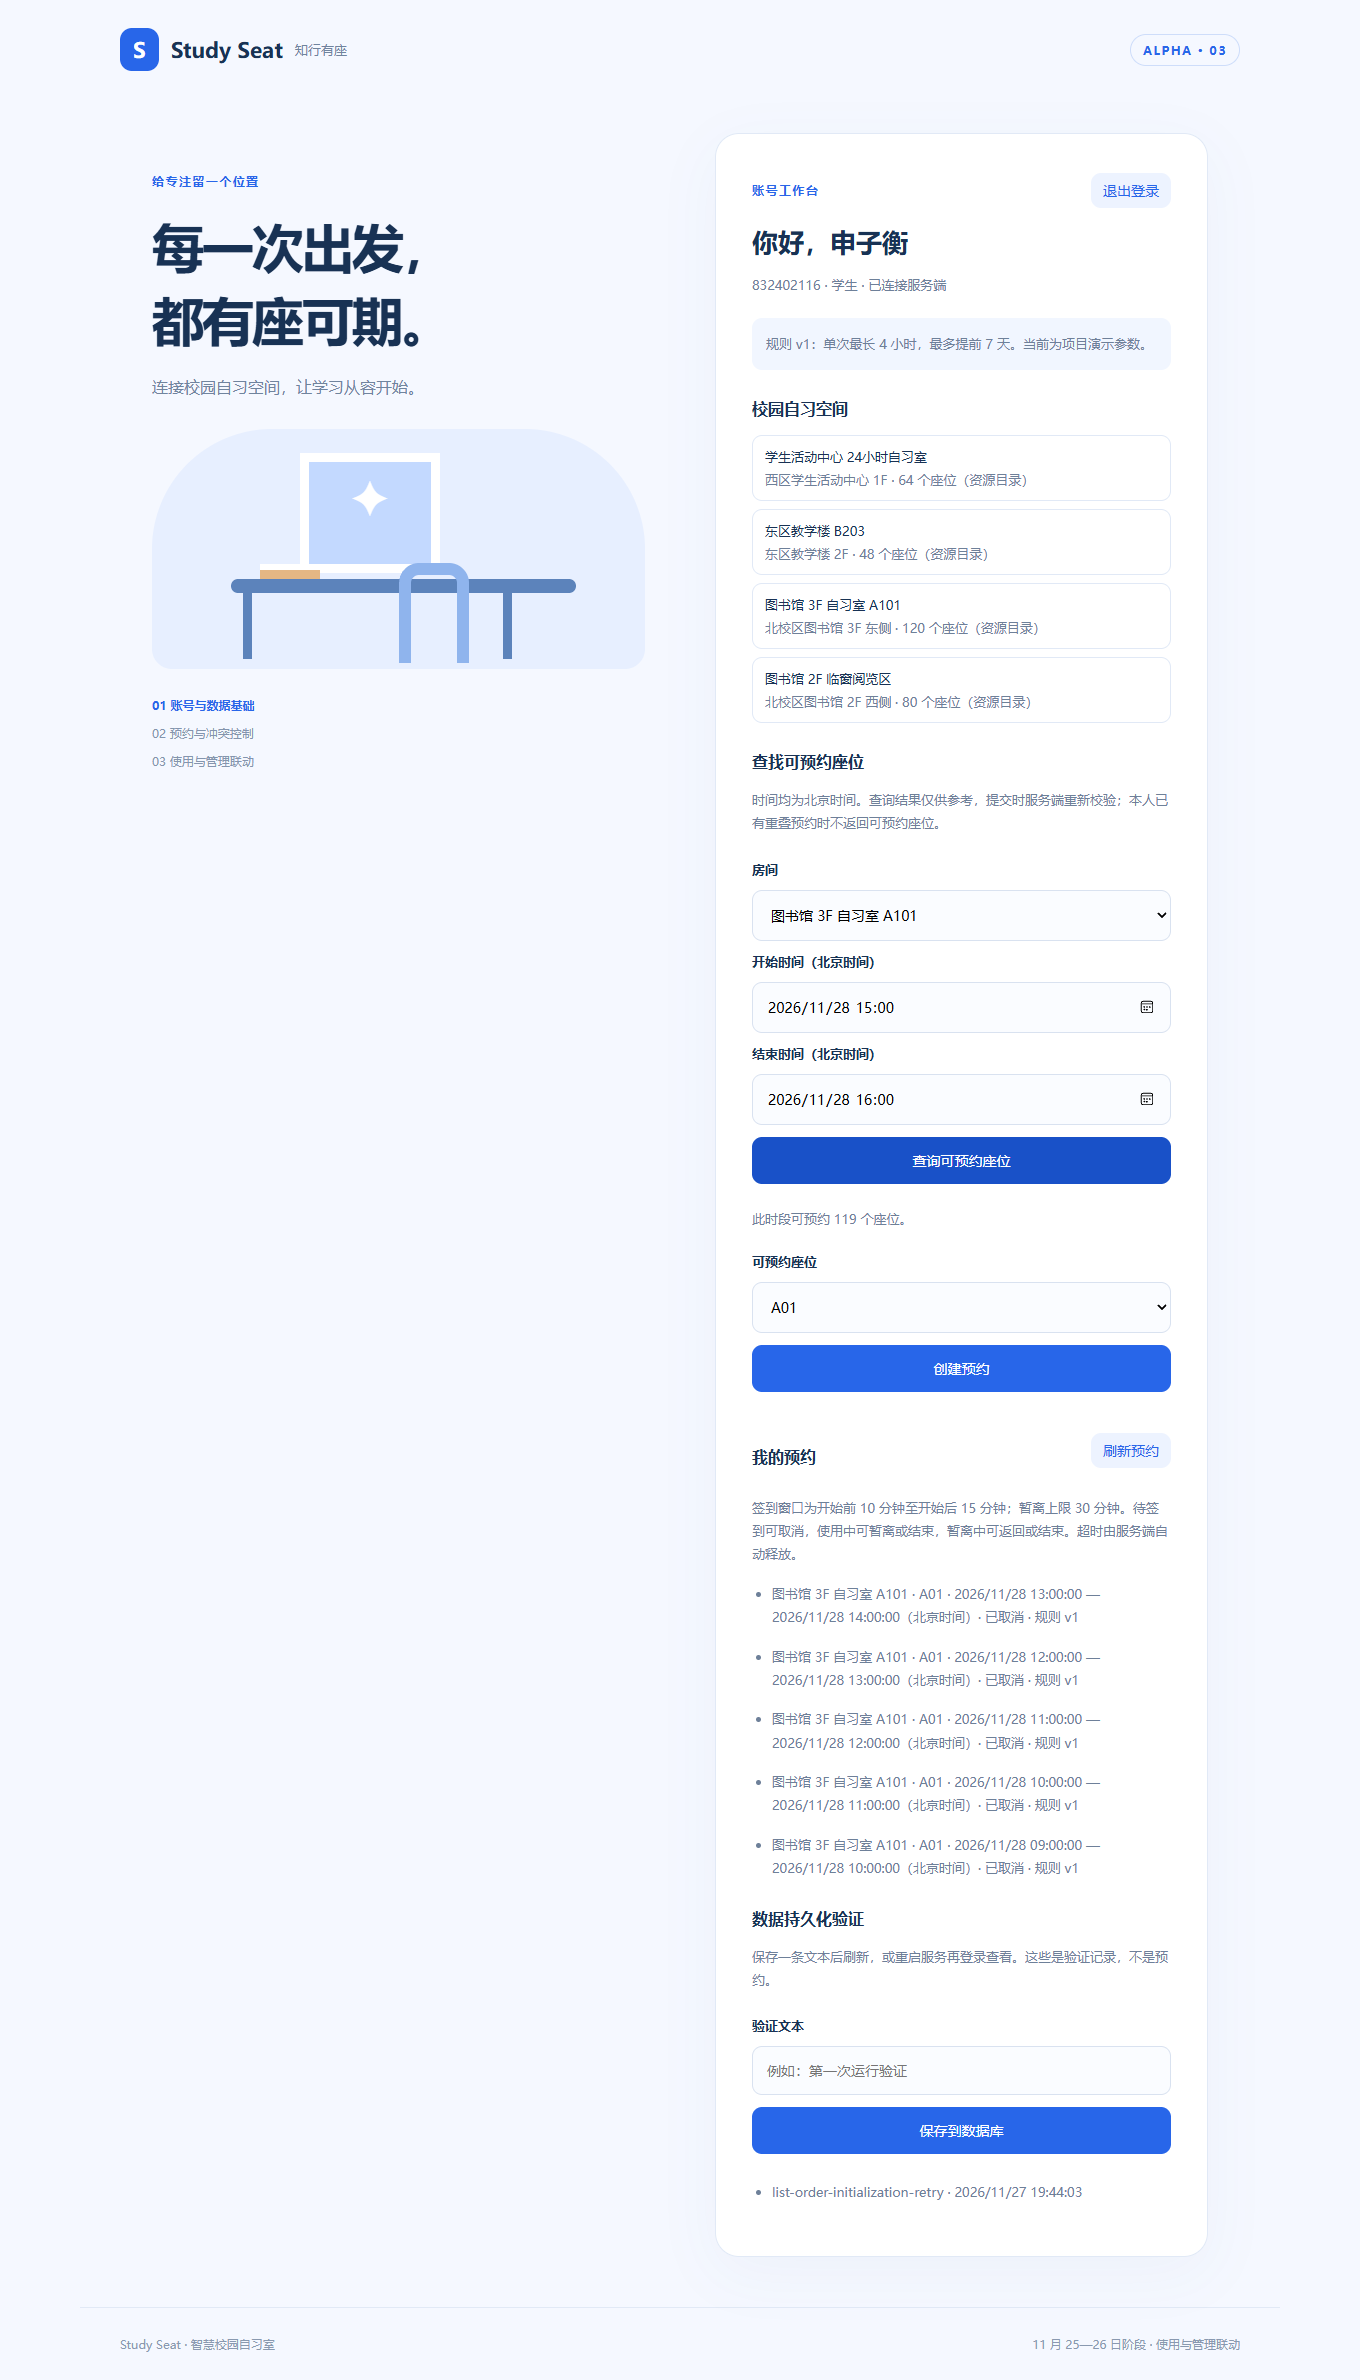 S Study Seat 知行有座
ALPHA • 03
给专注留一个位置
每一次出发，
都有座可期。
连接校园自习空间，让学习从容开始。
01 账号与数据基础
02 预约与冲突控制
03 使用与管理联动
账号工作台
退出登录
你好，申子衡
832402116 · 学生 · 已连接服务端
规则 v1：单次最长 4 小时，最多提前 7 天。当前为项目演示参数。
校园自习空间
学生活动中心 24小时自习室
西区学生活动中心 1F · 64 个座位（资源目录）
东区教学楼 B203
东区教学楼 2F · 48 个座位（资源目录）
图书馆 3F 自习室 A101
北校区图书馆 3F 东侧 · 120 个座位（资源目录）
图书馆 2F 临窗阅览区
北校区图书馆 2F 西侧 · 80 个座位（资源目录）
查找可预约座位
时间均为北京时间。查询结果仅供参考，提交时服务端重新校验；本人已
有重叠预约时不返回可预约座位。
房间
图书馆 3F 自习室 A101
开始时间（北京时间）
2026/11/28 15:00
结束时间（北京时间）
2026/11/28 16:00
查询可预约座位
此时段可预约 119 个座位。
可预约座位
A01
创建预约
我的预约
刷新预约
签到窗口为开始前 10 分钟至开始后 15 分钟；暂离上限 30 分钟。待签
到可取消，使用中可暂离或结束，暂离中可返回或结束。超时由服务端自
动释放。
• 图书馆 3F 自习室 A101 · A01 · 2026/11/28 13:00:00 —
2026/11/28 14:00:00（北京时间）· 已取消 · 规则 v1
• 图书馆 3F 自习室 A101 · A01 · 2026/11/28 12:00:00 —
2026/11/28 13:00:00（北京时间）· 已取消 · 规则 v1
• 图书馆 3F 自习室 A101 · A01 · 2026/11/28 11:00:00 —
2026/11/28 12:00:00（北京时间）· 已取消 · 规则 v1
• 图书馆 3F 自习室 A101 · A01 · 2026/11/28 10:00:00 —
2026/11/28 11:00:00（北京时间）· 已取消 · 规则 v1
• 图书馆 3F 自习室 A101 · A01 · 2026/11/28 09:00:00 —
2026/11/28 10:00:00（北京时间）· 已取消 · 规则 v1
数据持久化验证
保存一条文本后刷新，或重启服务再登录查看。这些是验证记录，不是预
约。
验证文本
例如：第一次运行验证
保存到数据库
• list-order-initialization-retry · 2026/11/27 19:44:03
Study Seat · 智慧校园自习室
11 月 25—26 日阶段 · 使用与管理联动